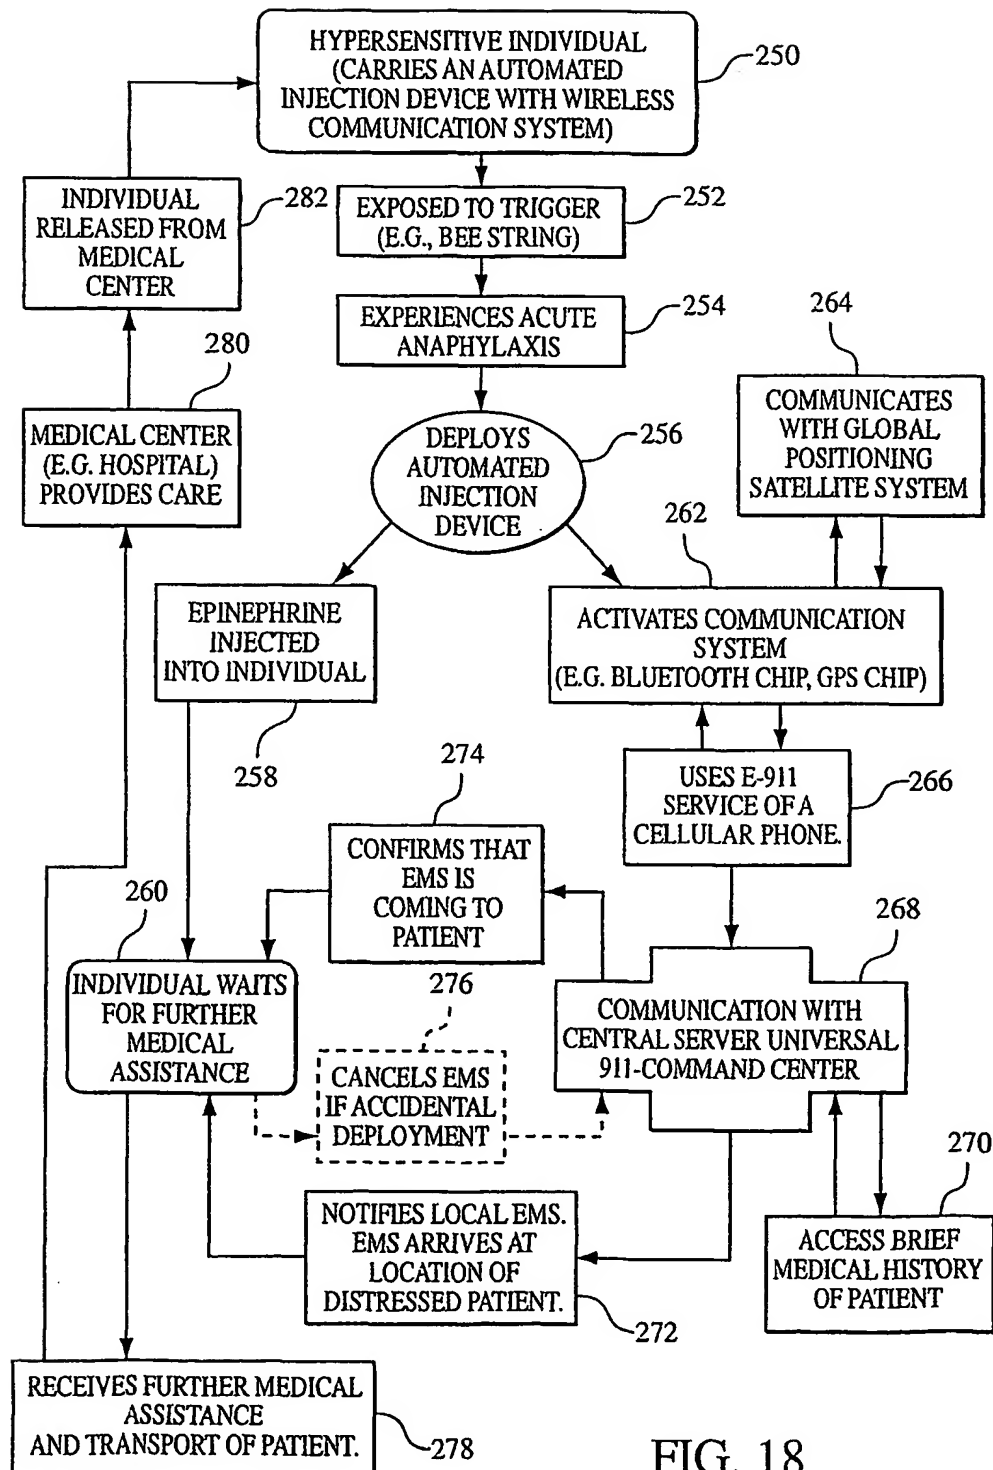 HYPERSENSITIVE INDIVIDUAL
(CARRIES AN AUTOMATED
INJECTION DEVICE WITH WIRELESS
COMMUNICATION SYSTEM)
250
INDIVIDUAL
RELEASED FROM
MEDICAL
CENTER
282
EXPOSED TO TRIGGER
(E.G., BEE STRING)
252
EXPERIENCES ACUTE
ANAPHYLAXIS
254
264
COMMUNICATES
WITH GLOBAL
POSITIONING
SATELLITE SYSTEM
280
MEDICAL CENTER
(E.G. HOSPITAL)
PROVIDES CARE
DEPLOYS
AUTOMATED
INJECTION
DEVICE
256
262
EPINEPHRINE
INJECTED
INTO INDIVIDUAL
258
ACTIVATES COMMUNICATION
SYSTEM
(E.G. BLUETOOTH CHIP, GPS CHIP)
USES E-911
SERVICE OF A
CELLULAR PHONE.
266
274
CONFIRMS THAT
EMS IS
COMING TO
PATIENT
260
INDIVIDUAL WAITS
FOR FURTHER
MEDICAL
ASSISTANCE
276
CANCELS EMS
IF ACCIDENTAL
DEPLOYMENT
268
COMMUNICATION WITH
CENTRAL SERVER UNIVERSAL
911-COMMAND CENTER
270
ACCESS BRIEF
MEDICAL HISTORY
OF PATIENT
NOTIFIES LOCAL EMS.
EMS ARRIVES AT
LOCATION OF
DISTRESSED PATIENT.
272
RECEIVES FURTHER MEDICAL
ASSISTANCE
AND TRANSPORT OF PATIENT.
278
FIG. 18